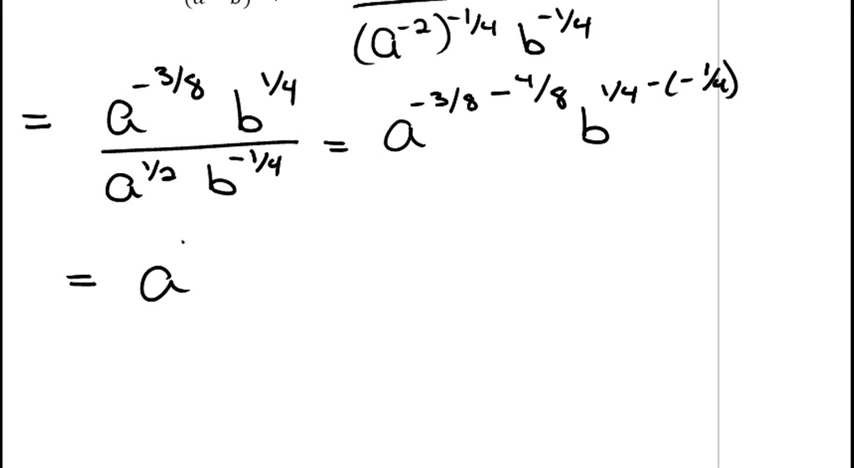 (a⁻²)^(-1/4) b^(-1/4)
= (a^(-3/8) b^(1/4)) / (a^(1/2) b^(-1/4)) = a^(-3/8 - 4/8) b^(1/4 - (-1/4))
= a